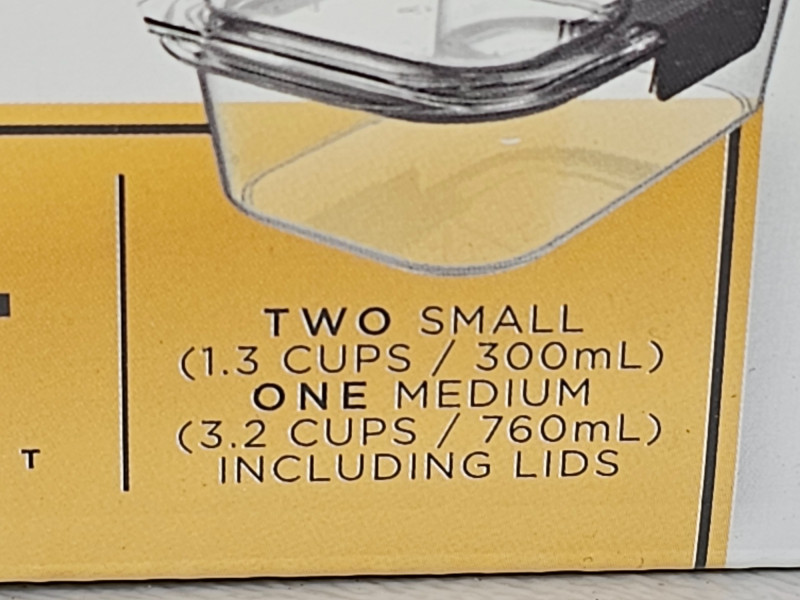 TWO SMALL
(1.3 CUPS / 300mL)
ONE MEDIUM
(3.2 CUPS / 760mL)
INCLUDING LIDS
T